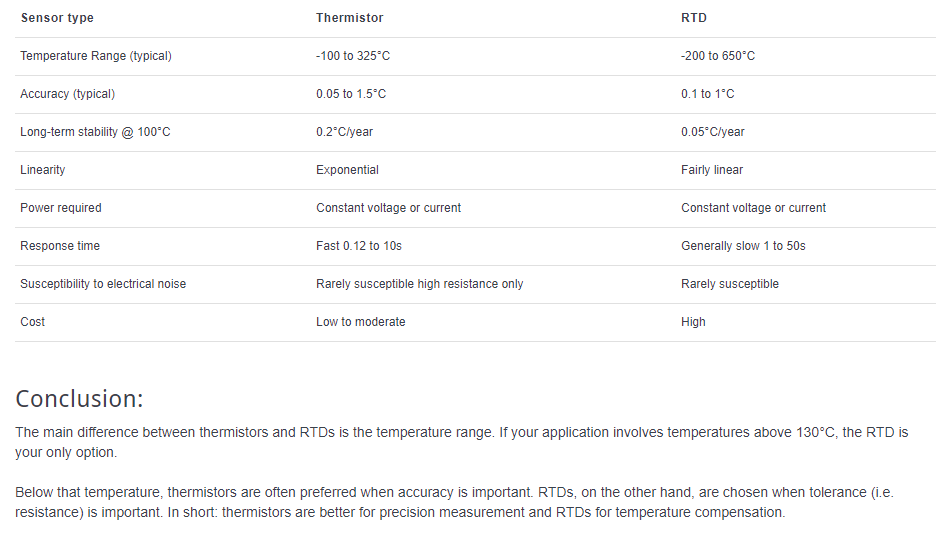 Sensor type Thermistor RTD
Temperature Range (typical) -100 to 325°C -200 to 650°C
Accuracy (typical) 0.05 to 1.5°C 0.1 to 1°C
Long-term stability @ 100°C 0.2°C/year 0.05°C/year
Linearity Exponential Fairly linear
Power required Constant voltage or current Constant voltage or current
Response time Fast 0.12 to 10s Generally slow 1 to 50s
Susceptibility to electrical noise Rarely susceptible high resistance only Rarely susceptible
Cost Low to moderate High
Conclusion:
The main difference between thermistors and RTDs is the temperature range. If your application involves temperatures above 130°C, the RTD is
your only option.
Below that temperature, thermistors are often preferred when accuracy is important. RTDs, on the other hand, are chosen when tolerance (i.e.
resistance) is important. In short: thermistors are better for precision measurement and RTDs for temperature compensation.